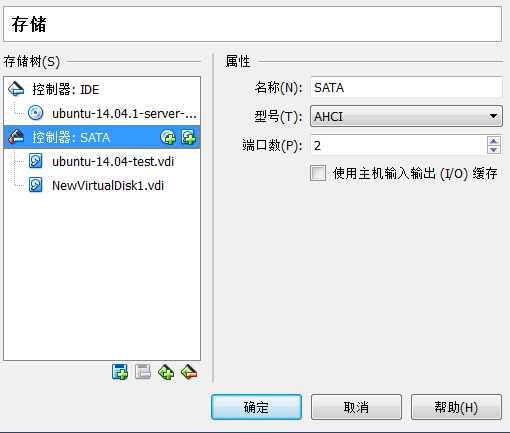 存储
存储树(S)
控制器: IDE
ubuntu-14.04.1-server-...
控制器: SATA
ubuntu-14.04-test.vdi
NewVirtualDisk1.vdi
属性
名称(N): SATA
型号(T): AHCI
端口数(P): 2
使用主机输入输出 (I/O) 缓存
确定 取消 帮助(H)